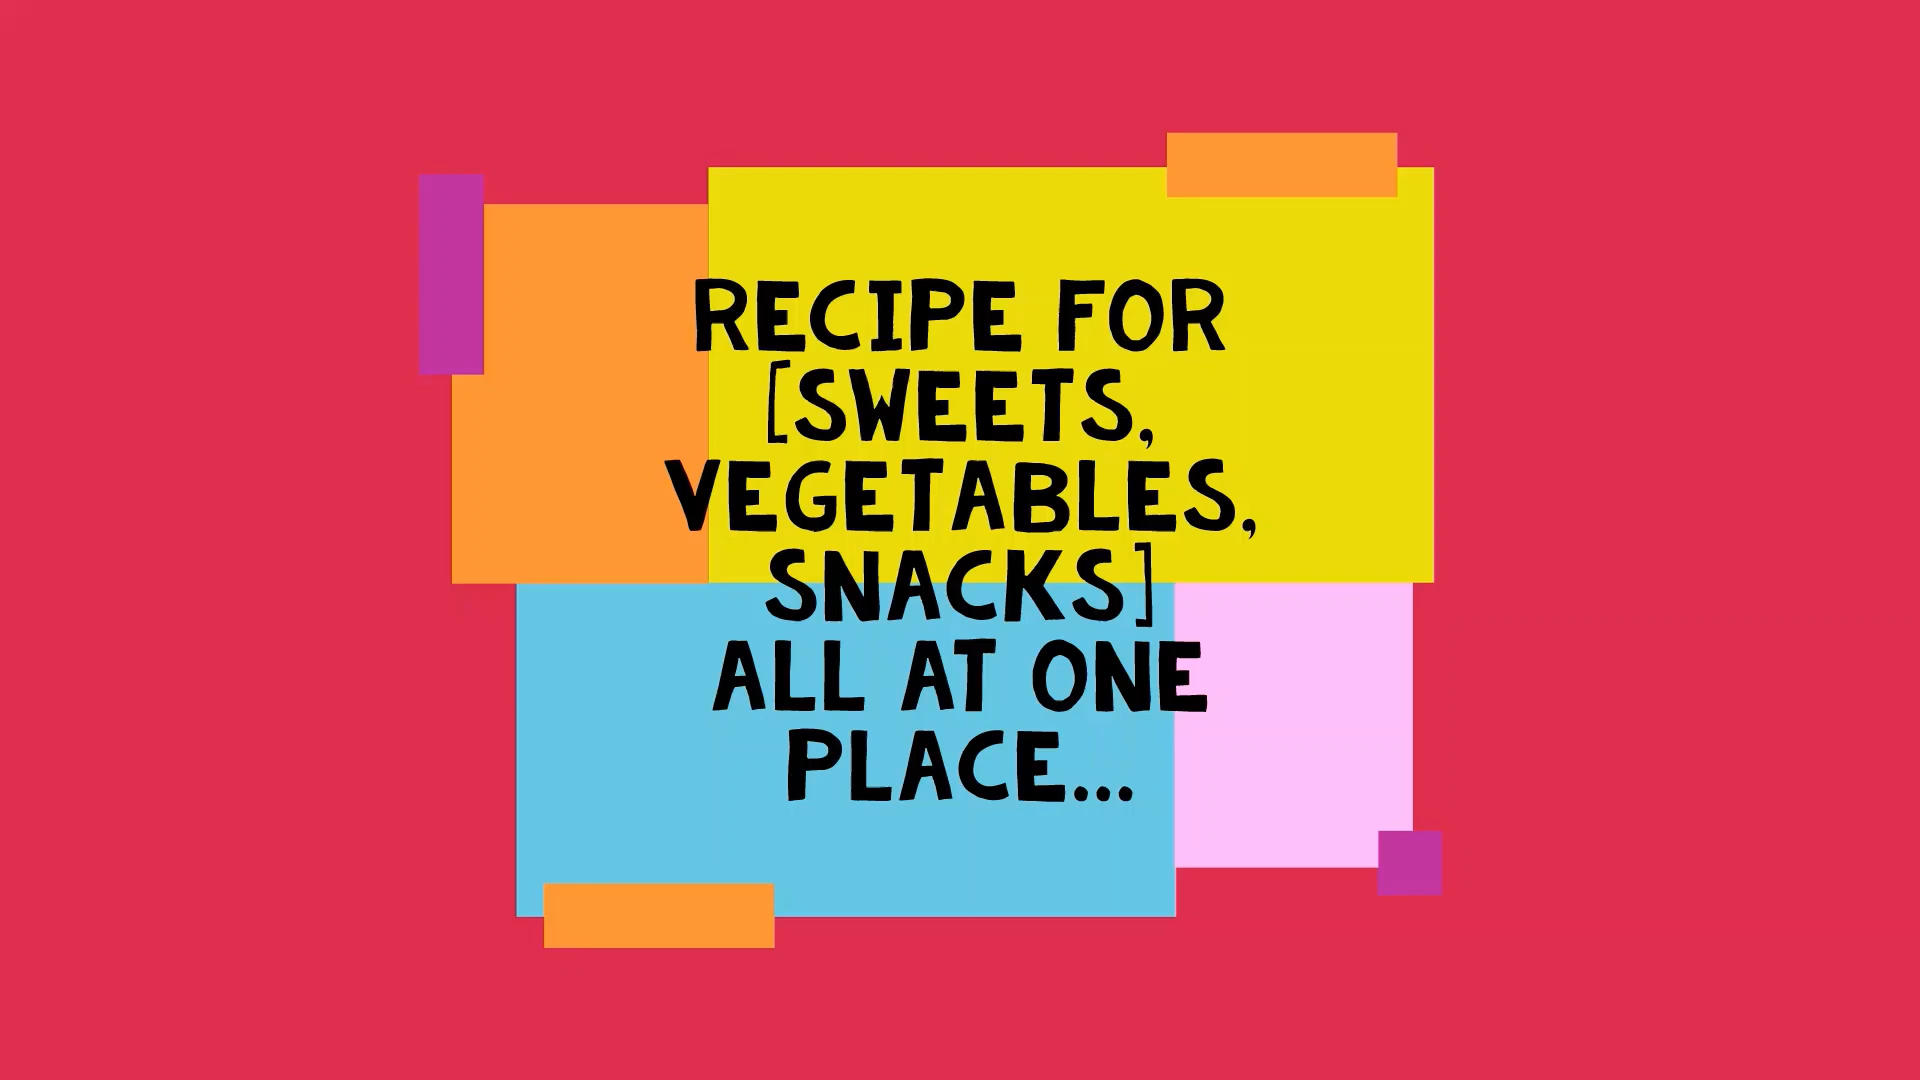 RECIPE FOR
[SWEETS,
VEGETABLES,
SNACKS]
ALL AT ONE
PLACE...